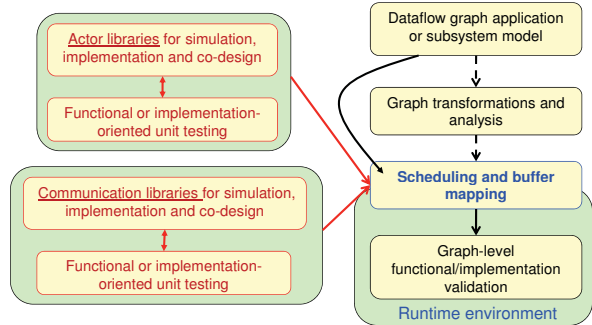 Actor libraries for simulation,
implementation and co-design
Functional or implementation-
oriented unit testing
Communication libraries for simulation,
implementation and co-design
Functional or implementation-
oriented unit testing
Dataflow graph application
or subsystem model
Graph transformations and
analysis
Scheduling and buffer
mapping
Graph-level
functional/implementation
validation
Runtime environment